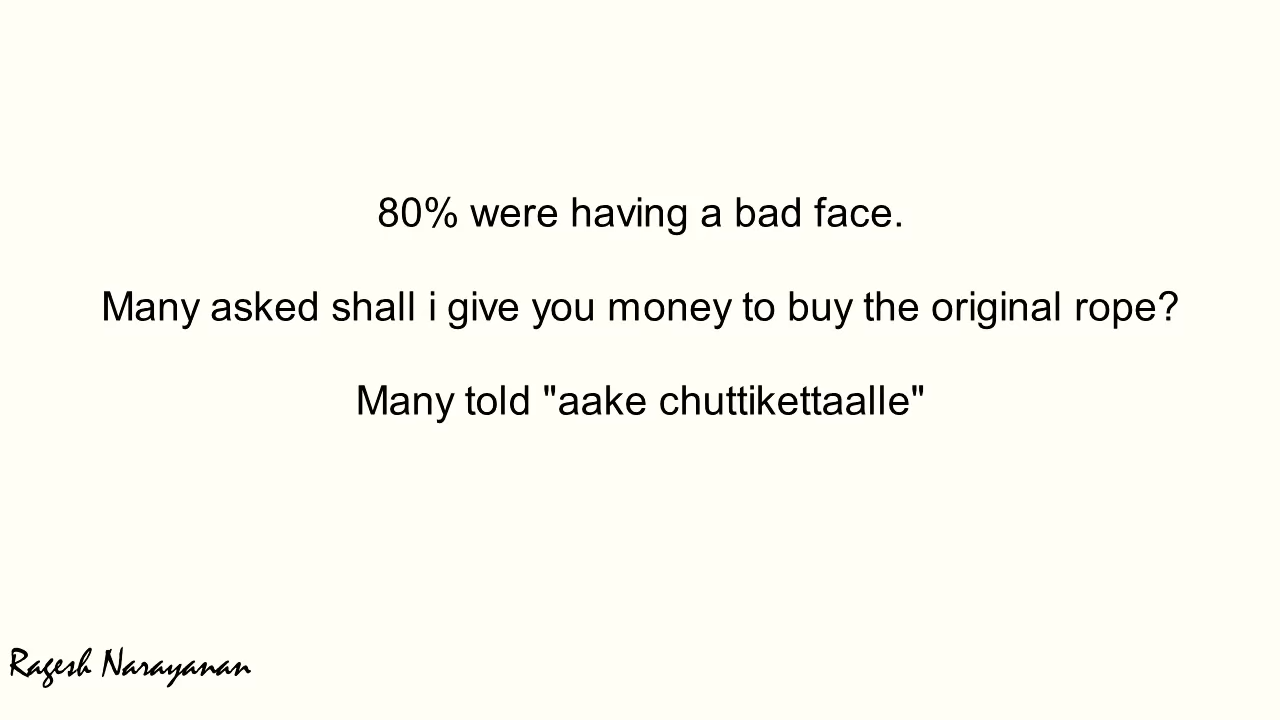 80% were having a bad face.
Many asked shall i give you money to buy the original rope?
Many told "aake chuttikettaalle"
Ragesh Narayanan